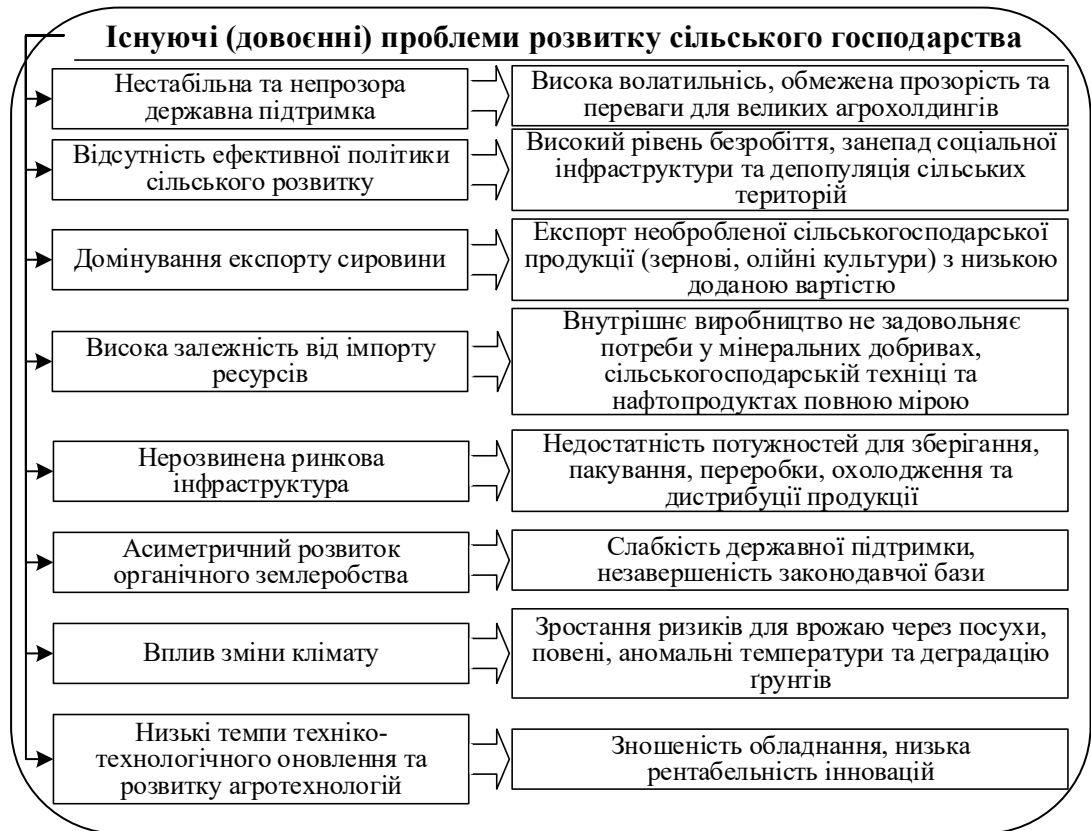 Існуючі (довоєнні) проблеми розвитку сільського господарства
Нестабільна та непрозора
державна підтримка
Висока волатильнісь, обмежена прозорість та
переваги для великих агрохолдингів
Відсутність ефективної політики
сільського розвитку
Високий рівень безробіття, занепад соціальної
інфраструктури та депопуляція сільських
територій
Домінування експорту сировини
Експорт необробленої сільськогосподарської
продукції (зернові, олійні культури) з низькою
доданою вартістю
Висока залежність від імпорту
ресурсів
Внутрішнє виробництво не задовольняє
потреби у мінеральних добривах,
сільськогосподарській техніці та
нафтопродуктах повною мірою
Нерозвинена ринкова
інфраструктура
Недостатність потужностей для зберігання,
пакування, переробки, охолодження та
дистрибуції продукції
Асиметричний розвиток
органічного землеробства
Слабкість державної підтримки,
незавершеність законодавчої бази
Вплив зміни клімату
Зростання ризиків для врожаю через посухи,
повені, аномальні температури та деградацію
ґрунтів
Низькі темпи техніко-
технологічного оновлення та
розвитку агротехнологій
Зношеність обладнання, низька
рентабельність інновацій